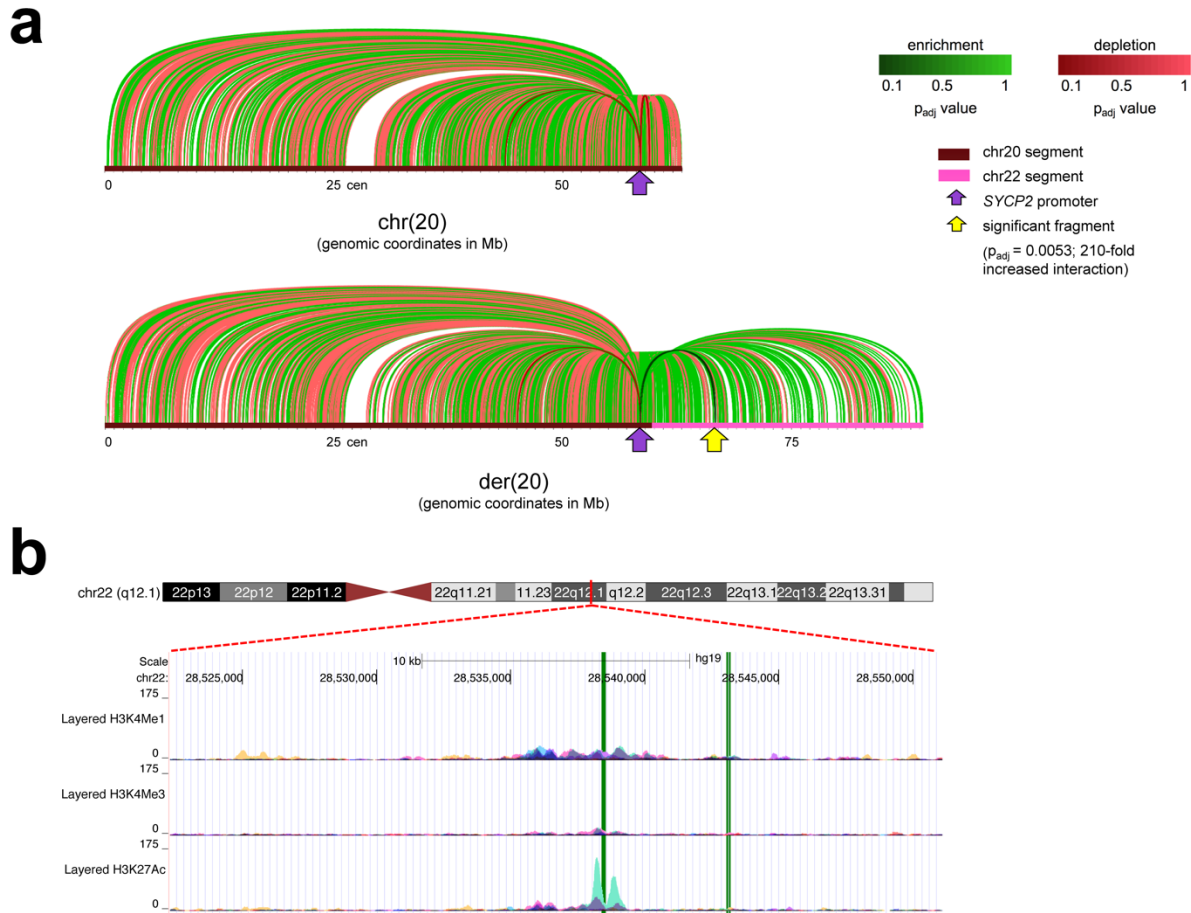 a
enrichment
depletion
0.1 0.5 1
0.1 0.5 1
padj value
padj value
chr20 segment
chr22 segment
SYCP2 promoter
significant fragment
(padj = 0.0053; 210-fold
increased interaction)
0 25 cen 50
chr(20)
(genomic coordinates in Mb)
0 25 cen 50 75
der(20)
(genomic coordinates in Mb)
b
chr22 (q12.1) 22p13 22p12 22p11.2 22q11.21 11.23 22q12.1 q12.2 22q12.3 22q13.1 22q13.2 22q13.31
Scale 10 kb hg19
chr22: 28,525,000 28,530,000 28,535,000 28,540,000 28,545,000 28,550,000
175
Layered H3K4Me1
0
175
Layered H3K4Me3
0
175
Layered H3K27Ac
0